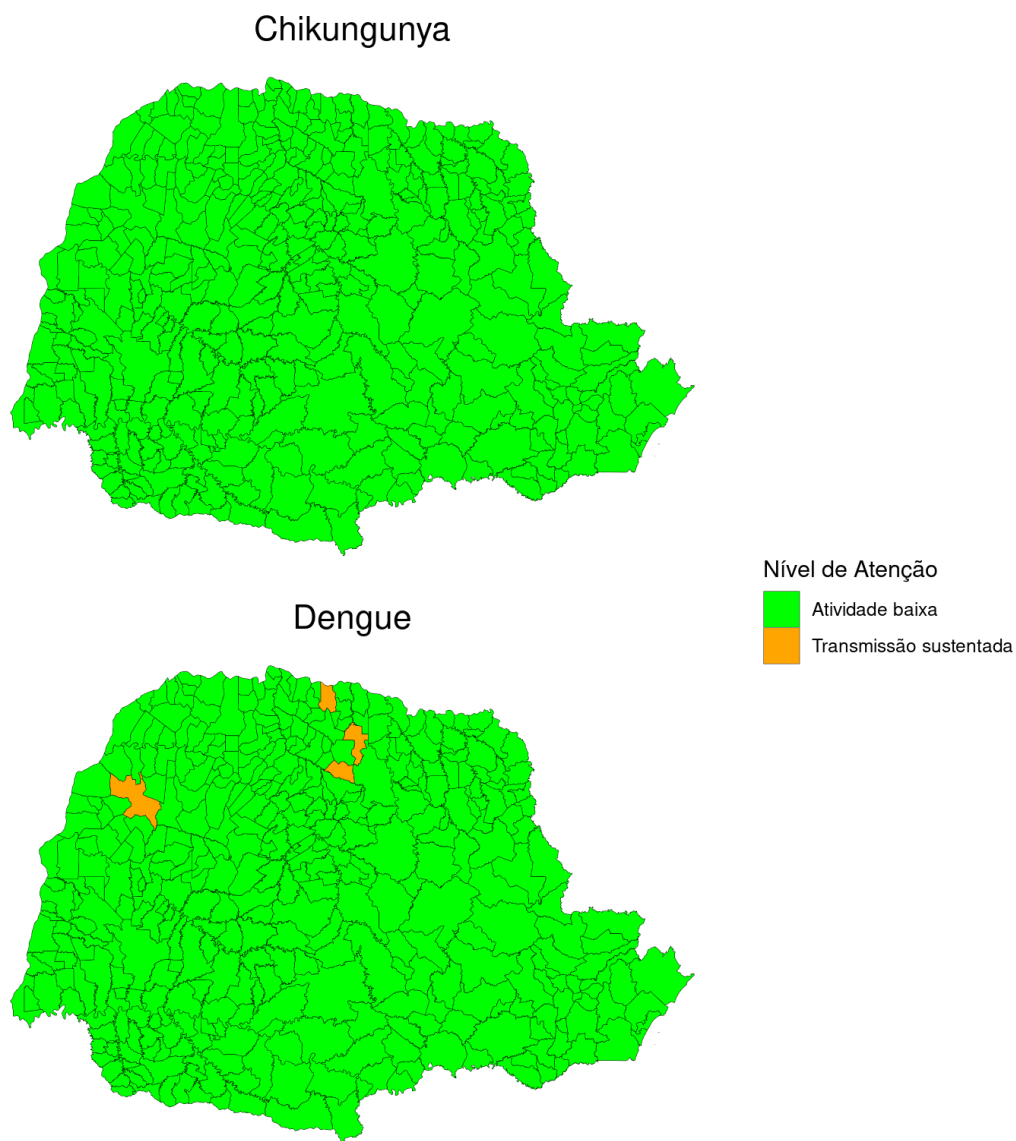 Chikungunya
Nível de Atenção
Atividade baixa
Transmissão sustentada
Dengue